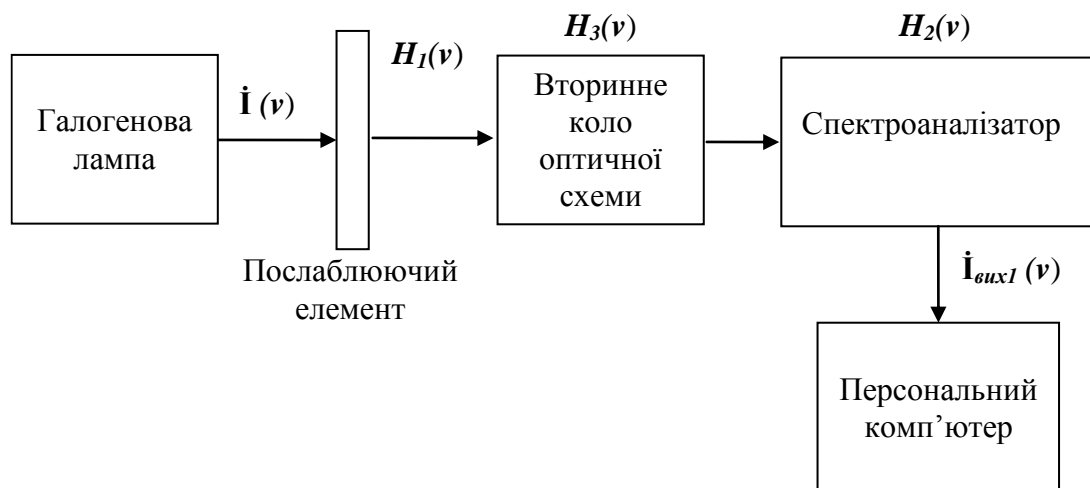 H3(ν)
H2(ν)
H1(ν)
Галогенова
лампа
İ (ν)
Вторинне
коло
оптичної
схеми
Спектроаналізатор
Послаблюючий
елемент
İвих1 (ν)
Персональний
комп’ютер